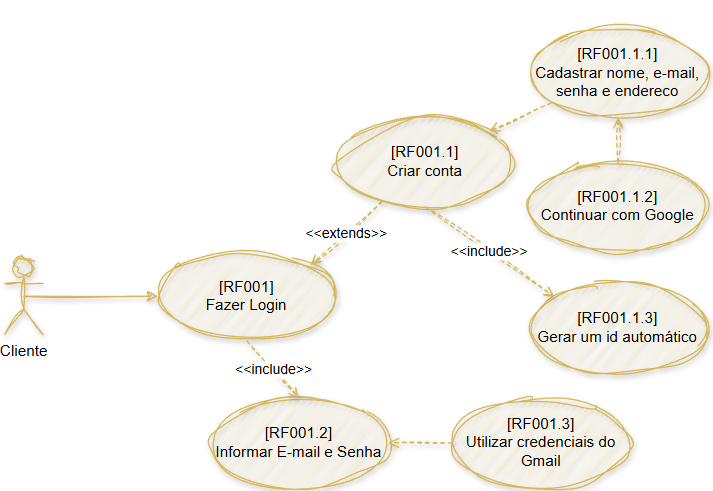 [RF001.1.1]
Cadastrar nome, e-mail,
senha e endereco
[RF001.1]
Criar conta
[RF001.1.2]
Continuar com Google
<<extends>>
<<include>>
[RF001]
Fazer Login
[RF001.1.3]
Gerar um id automático
Cliente
<<include>>
[RF001.2]
Informar E-mail e Senha
[RF001.3]
Utilizar credenciais do
Gmail